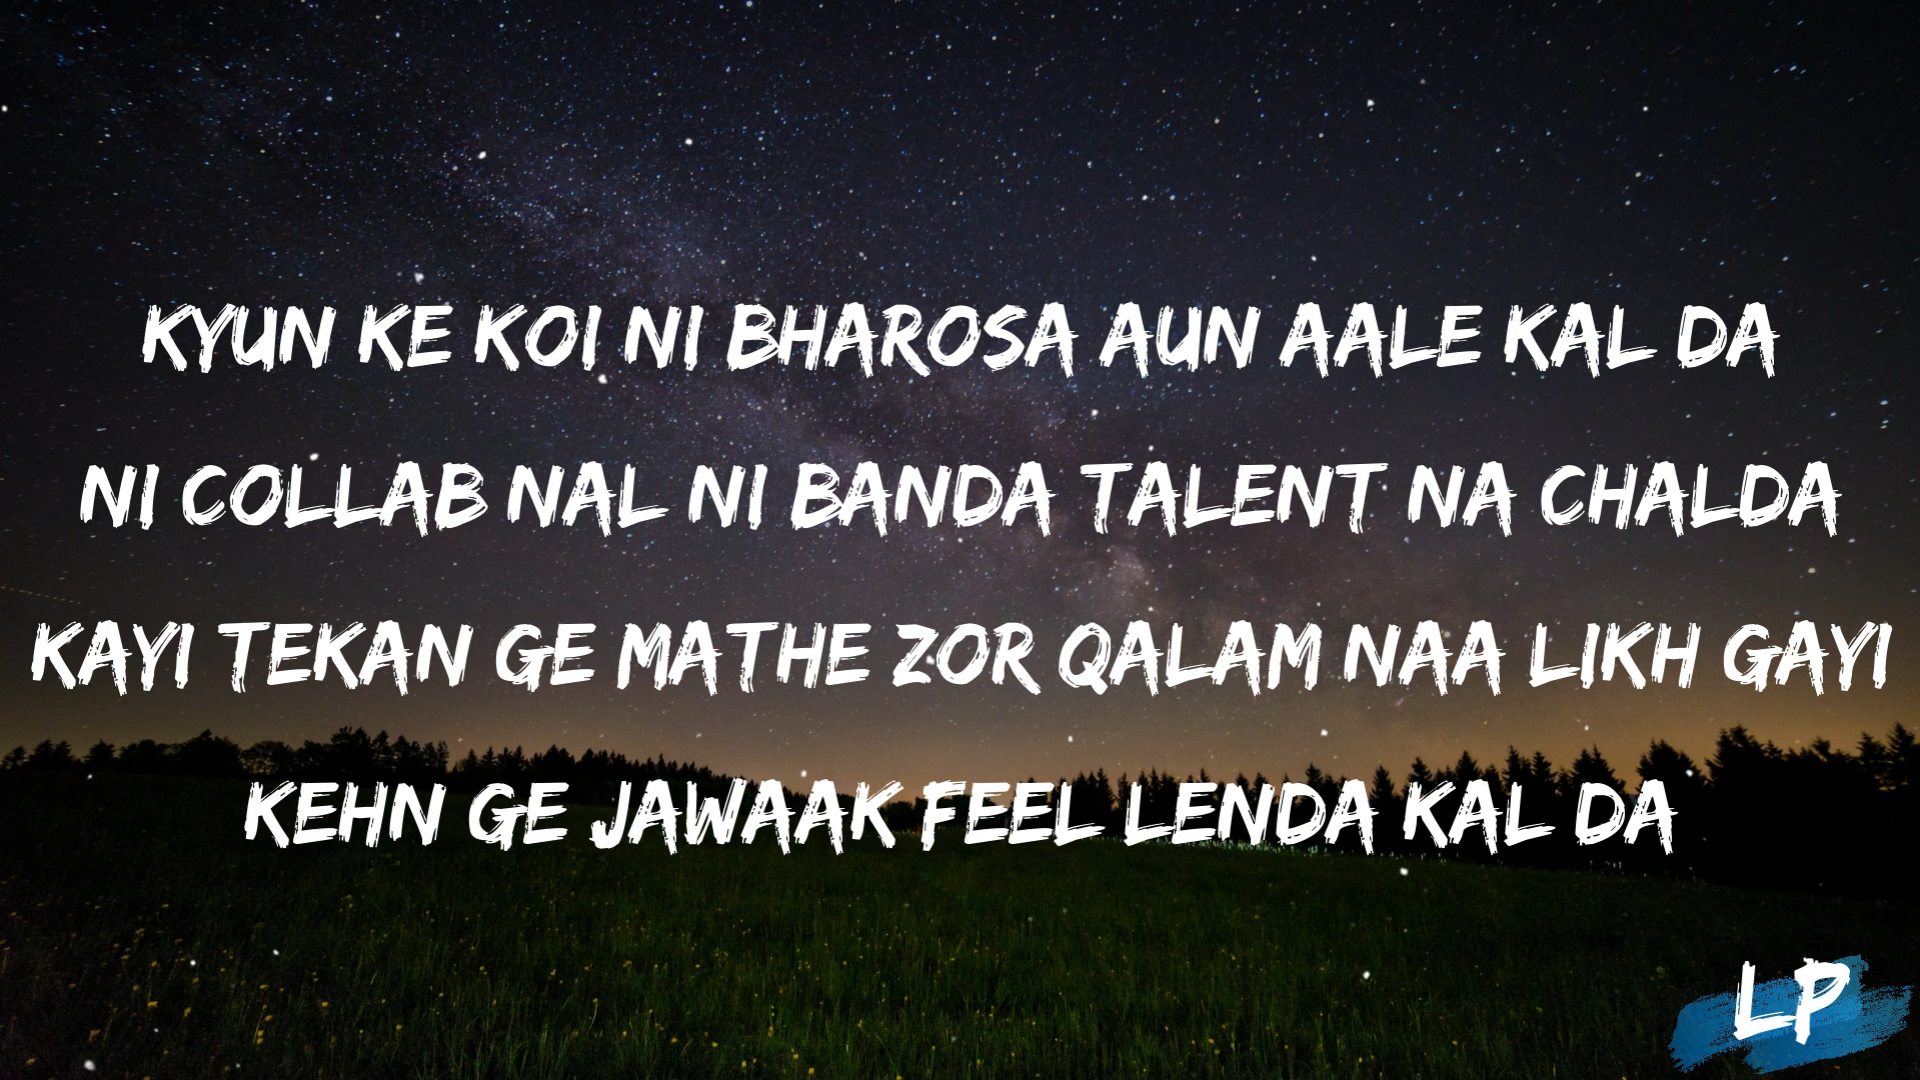 KYUN KE KOI NI BHAROSA AUN AALE KAL DA
NI COLLAB NAL NI BANDA TALENT NA CHALDA
KAYI TEKAN GE MATHE ZOR QALAM NAA LIKH GAYI
KEHN GE JAWAAK FEEL LENDA KAL DA
LP